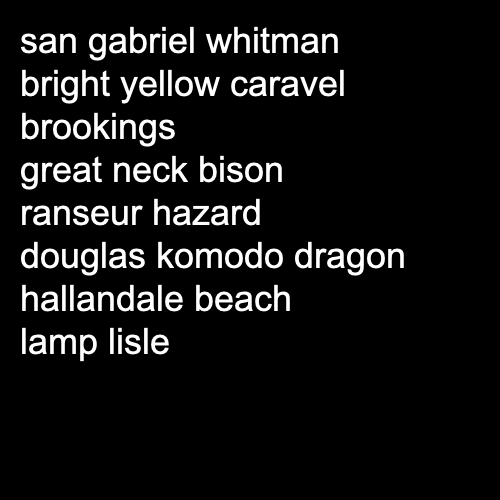 san gabriel whitman
bright yellow caravel
brookings
great neck bison
ranseur hazard
douglas komodo dragon
hallandale beach
lamp lisle